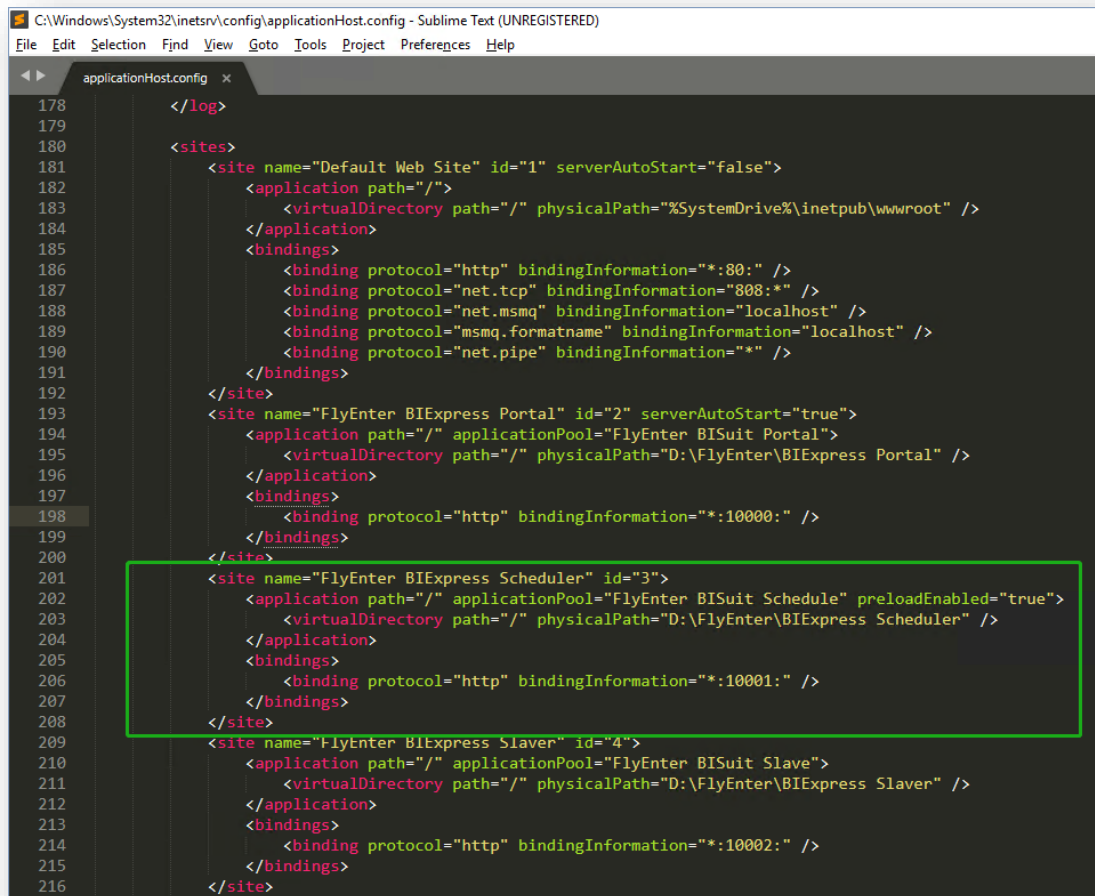 C:\Windows\System32\inetsrv\config\applicationHost.config - Sublime Text (UNREGISTERED)
File Edit Selection Find View Goto Tools Project Preferences Help
applicationHost.config ×
178 </log>
179
180 <sites>
181 <site name="Default Web Site" id="1" serverAutoStart="false">
182 <application path="/">
183 <virtualDirectory path="/" physicalPath="%SystemDrive%\inetpub\wwwroot" />
184 </application>
185 <bindings>
186 <binding protocol="http" bindingInformation="*:80:" />
187 <binding protocol="net.tcp" bindingInformation="808:*" />
188 <binding protocol="net.msmq" bindingInformation="localhost" />
189 <binding protocol="msmq.formatname" bindingInformation="localhost" />
190 <binding protocol="net.pipe" bindingInformation="*" />
191 </bindings>
192 </site>
193 <site name="FlyEnter BIExpress Portal" id="2" serverAutoStart="true">
194 <application path="/" applicationPool="FlyEnter BISuit Portal">
195 <virtualDirectory path="/" physicalPath="D:\FlyEnter\BIExpress Portal" />
196 </application>
197 <bindings>
198 <binding protocol="http" bindingInformation="*:10000:" />
199 </bindings>
200 </site>
201 <site name="FlyEnter BIExpress Scheduler" id="3">
202 <application path="/" applicationPool="FlyEnter BISuit Schedule" preloadEnabled="true">
203 <virtualDirectory path="/" physicalPath="D:\FlyEnter\BIExpress Scheduler" />
204 </application>
205 <bindings>
206 <binding protocol="http" bindingInformation="*:10001:" />
207 </bindings>
208 </site>
209 <site name="FlyEnter BIExpress Slaver" id="4">
210 <application path="/" applicationPool="FlyEnter BISuit Slave">
211 <virtualDirectory path="/" physicalPath="D:\FlyEnter\BIExpress Slaver" />
212 </application>
213 <bindings>
214 <binding protocol="http" bindingInformation="*:10002:" />
215 </bindings>
216 </site>